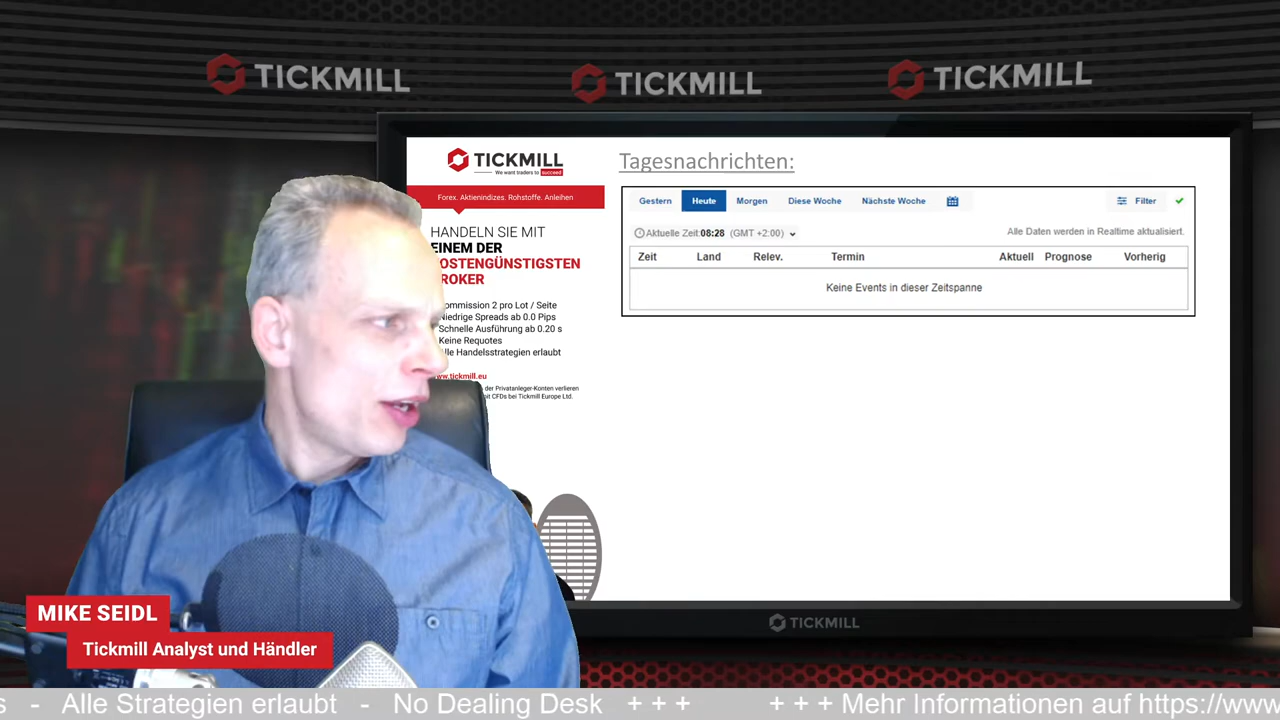 TICKMILL
TICKMILL
TICKMILL
TICKMILL
We want traders to succeed
Forex. Aktienindizes. Rohstoffe. Anleihen
HANDELN SIE MIT
EINEM DER
OSTENGÜNSTIGSTEN
ROKER
ommission 2 pro Lot / Seite
Niedrige Spreads ab 0.0 Pips
Schnelle Ausführung ab 0.20 s
Keine Requotes
lle Handelsstrategien erlaubt
www.tickmill.eu
der Privatanleger-Konten verlieren
mit CFDs bei Tickmill Europe Ltd.
Tagesnachrichten:
Gestern Heute Morgen Diese Woche Nächste Woche Filter
Aktuelle Zeit: 08:28 (GMT +2:00) Alle Daten werden in Realtime aktualisiert.
Zeit Land Relev. Termin Aktuell Prognose Vorherig
Keine Events in dieser Zeitspanne
TICKMILL
MIKE SEIDL
Tickmill Analyst und Händler
s - Alle Strategien erlaubt - No Dealing Desk + + + + + + Mehr Informationen auf https://www